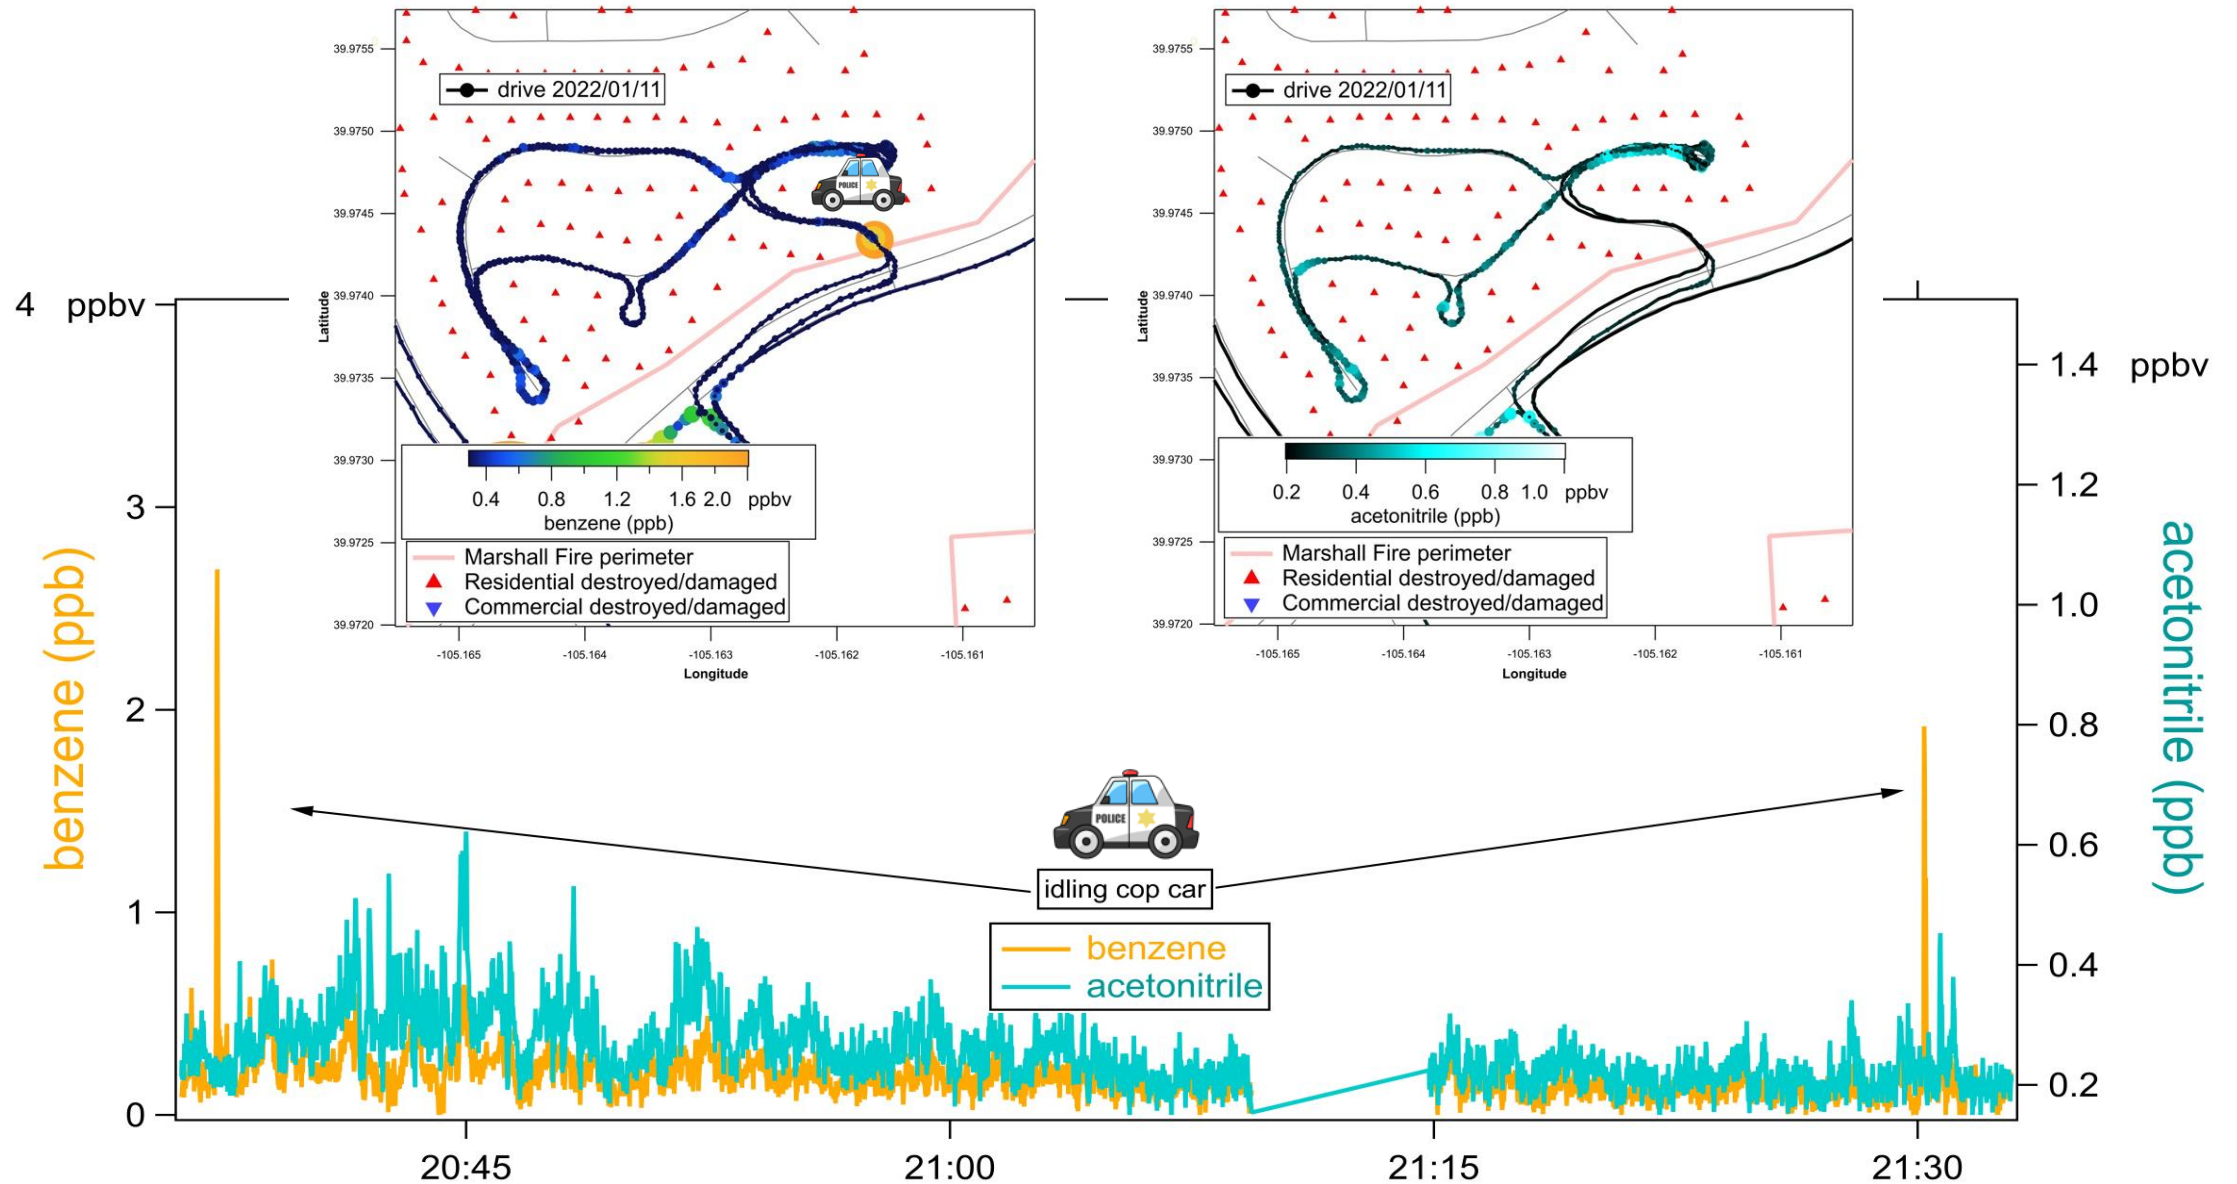 drive 2022/01/11
39.9755
39.9750
39.9745
39.9740
39.9735
39.9730
39.9725
39.9720
Latitude
POLICE
0.4 0.8 1.2 1.6 2.0 ppbv
benzene (ppb)
Marshall Fire perimeter
Residential destroyed/damaged
Commercial destroyed/damaged
-105.165 -105.164 -105.163 -105.162 -105.161
Longitude
drive 2022/01/11
39.9755
39.9750
39.9745
39.9740
39.9735
39.9730
39.9725
39.9720
Latitude
0.2 0.4 0.6 0.8 1.0 ppbv
acetonitrile (ppb)
Marshall Fire perimeter
Residential destroyed/damaged
Commercial destroyed/damaged
-105.165 -105.164 -105.163 -105.162 -105.161
Longitude
4 ppbv
3
2
1
0
benzene (ppb)
1.4 ppbv
1.2
1.0
0.8
0.6
0.4
0.2
acetonitrile (ppb)
POLICE
idling cop car
benzene
acetonitrile
20:45 21:00 21:15 21:30